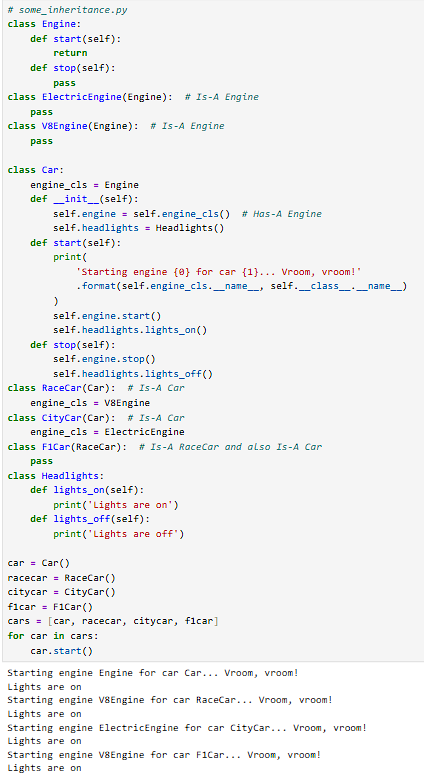 # some_inheritance.py
class Engine:
    def start(self):
        return
    def stop(self):
        pass
class ElectricEngine(Engine):  # Is-A Engine
    pass
class V8Engine(Engine):  # Is-A Engine
    pass

class Car:
    engine_cls = Engine
    def __init__(self):
        self.engine = self.engine_cls()  # Has-A Engine
        self.headlights = Headlights()
    def start(self):
        print(
            'Starting engine {0} for car {1}... Vroom, vroom!'
            .format(self.engine_cls.__name__, self.__class__.__name__)
        )
        self.engine.start()
        self.headlights.lights_on()
    def stop(self):
        self.engine.stop()
        self.headlights.lights_off()
class RaceCar(Car):  # Is-A Car
    engine_cls = V8Engine
class CityCar(Car):  # Is-A Car
    engine_cls = ElectricEngine
class F1Car(RaceCar):  # Is-A RaceCar and also Is-A Car
    pass
class Headlights:
    def lights_on(self):
        print('Lights are on')
    def lights_off(self):
        print('Lights are off')

car = Car()
racecar = RaceCar()
citycar = CityCar()
f1car = F1Car()
cars = [car, racecar, citycar, f1car]
for car in cars:
    car.start()
Starting engine Engine for car Car... Vroom, vroom!
Lights are on
Starting engine V8Engine for car RaceCar... Vroom, vroom!
Lights are on
Starting engine ElectricEngine for car CityCar... Vroom, vroom!
Lights are on
Starting engine V8Engine for car F1Car... Vroom, vroom!
Lights are on